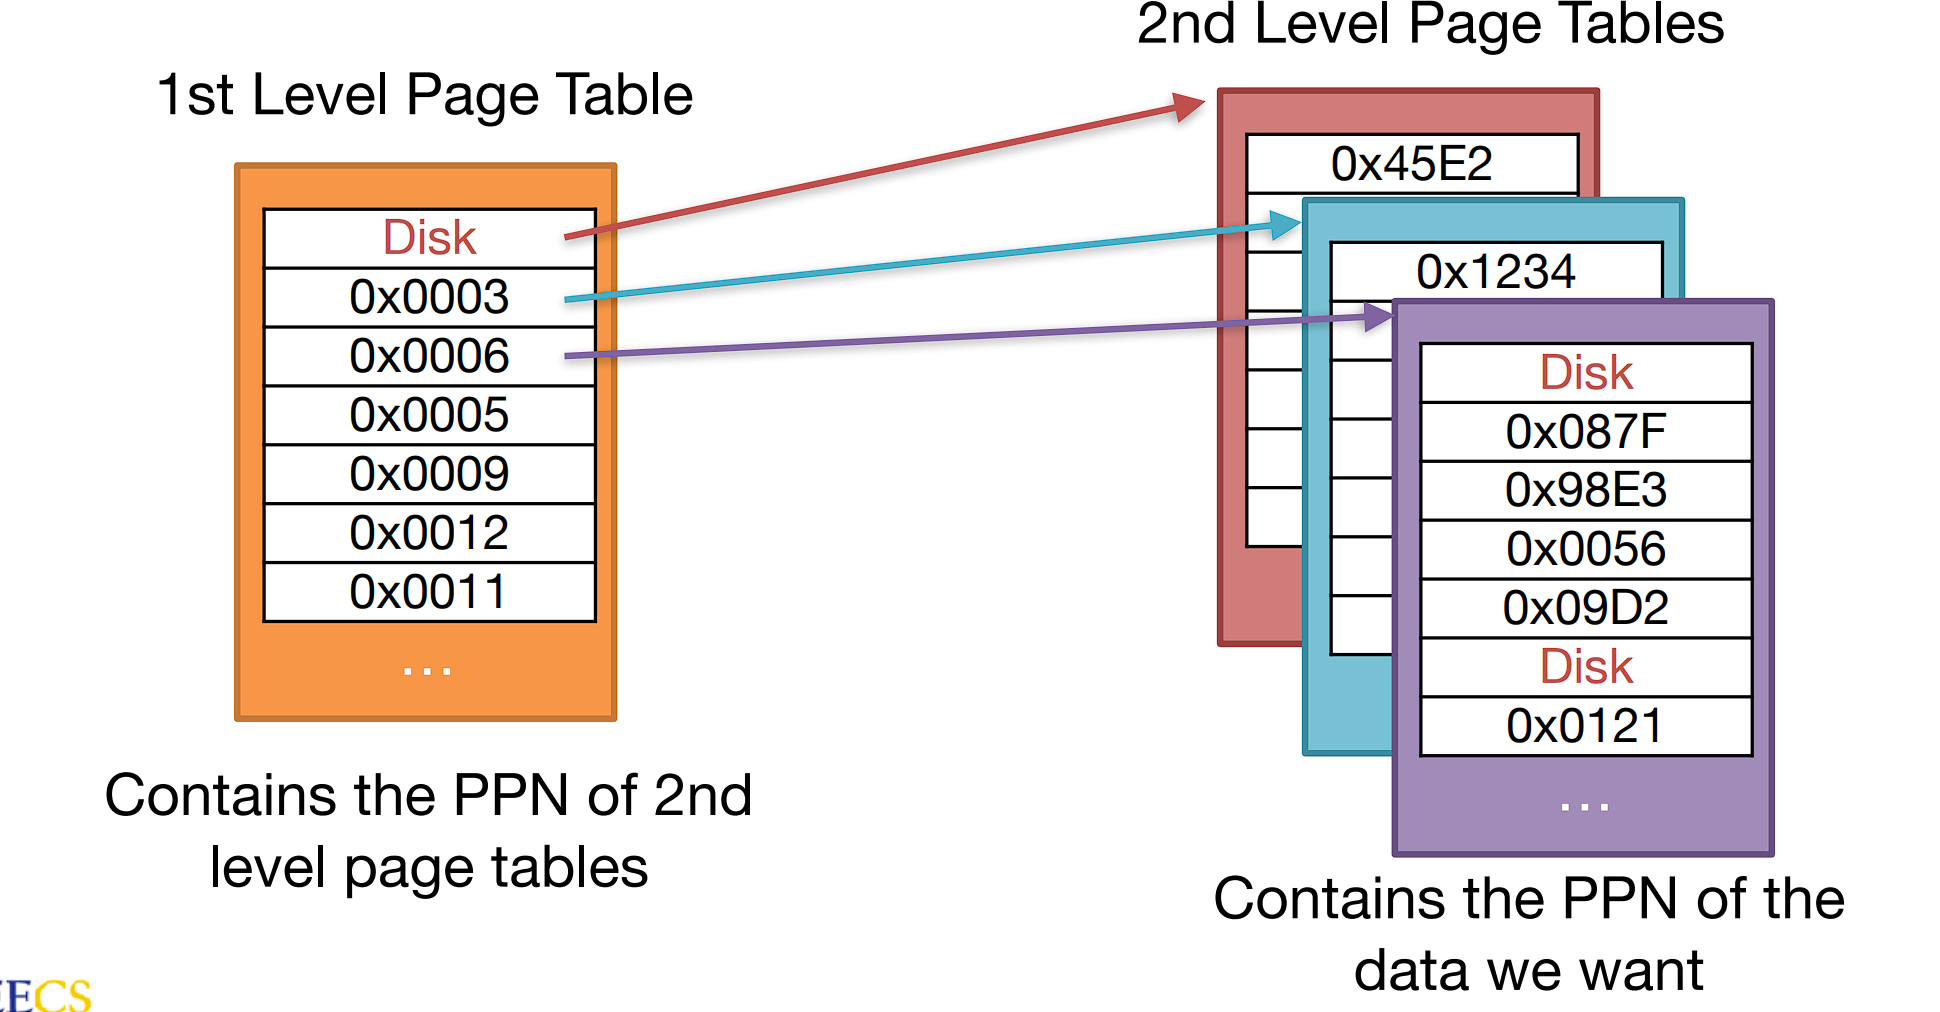 2nd Level Page Tables
1st Level Page Table
Disk
0x0003
0x0006
0x0005
0x0009
0x0012
0x0011
...
Contains the PPN of 2nd
level page tables
0x45E2
0x1234
Disk
0x087F
0x98E3
0x0056
0x09D2
Disk
0x0121
...
Contains the PPN of the
data we want
EECS